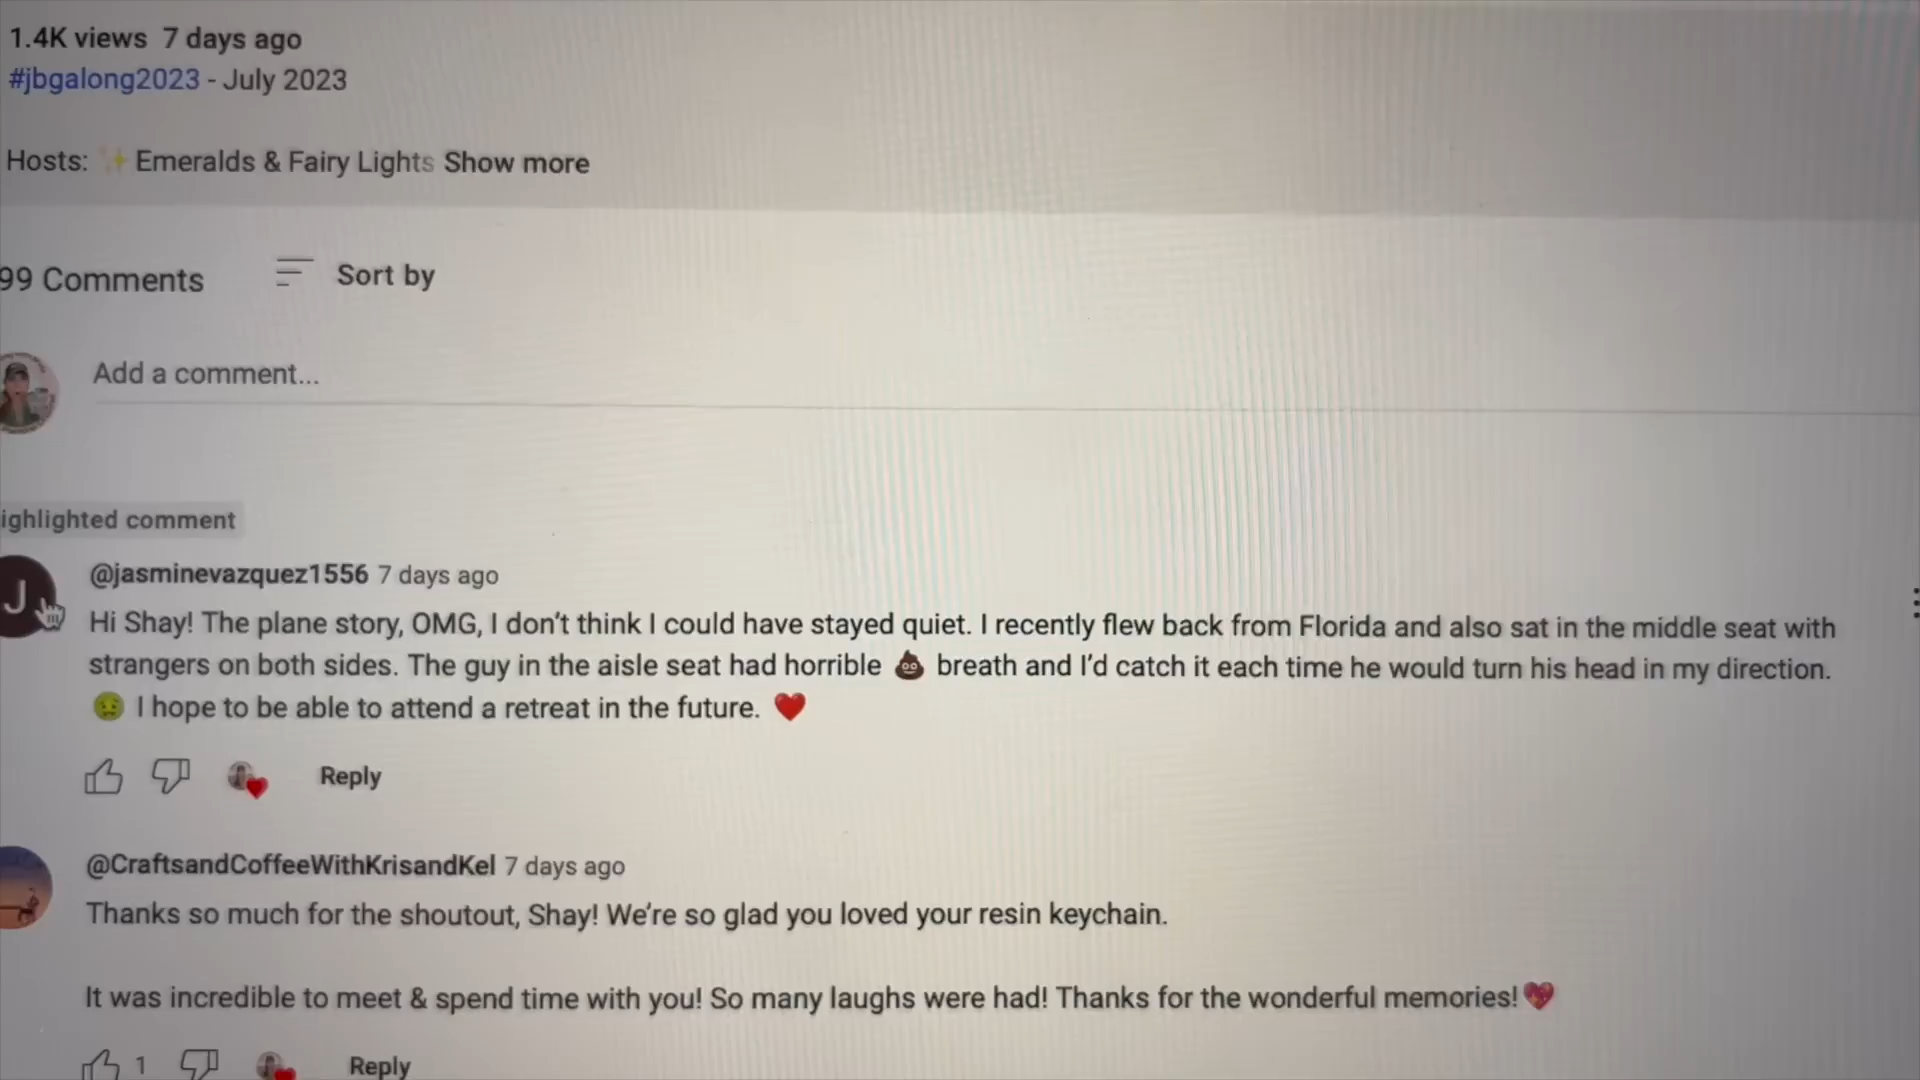 1.4K views 7 days ago
#jbgalong2023 - July 2023
Hosts: ✨ Emeralds & Fairy Lights Show more
99 Comments Sort by
Add a comment...
ighlighted comment
@jasminevazquez1556 7 days ago
Hi Shay! The plane story, OMG, I don't think I could have stayed quiet. I recently flew back from Florida and also sat in the middle seat with
strangers on both sides. The guy in the aisle seat had horrible 💩 breath and I'd catch it each time he would turn his head in my direction.
🤢 I hope to be able to attend a retreat in the future. ❤️
Reply
J
@CraftsandCoffeeWithKrisandKel 7 days ago
Thanks so much for the shoutout, Shay! We're so glad you loved your resin keychain.
It was incredible to meet & spend time with you! So many laughs were had! Thanks for the wonderful memories!💖
1 Reply